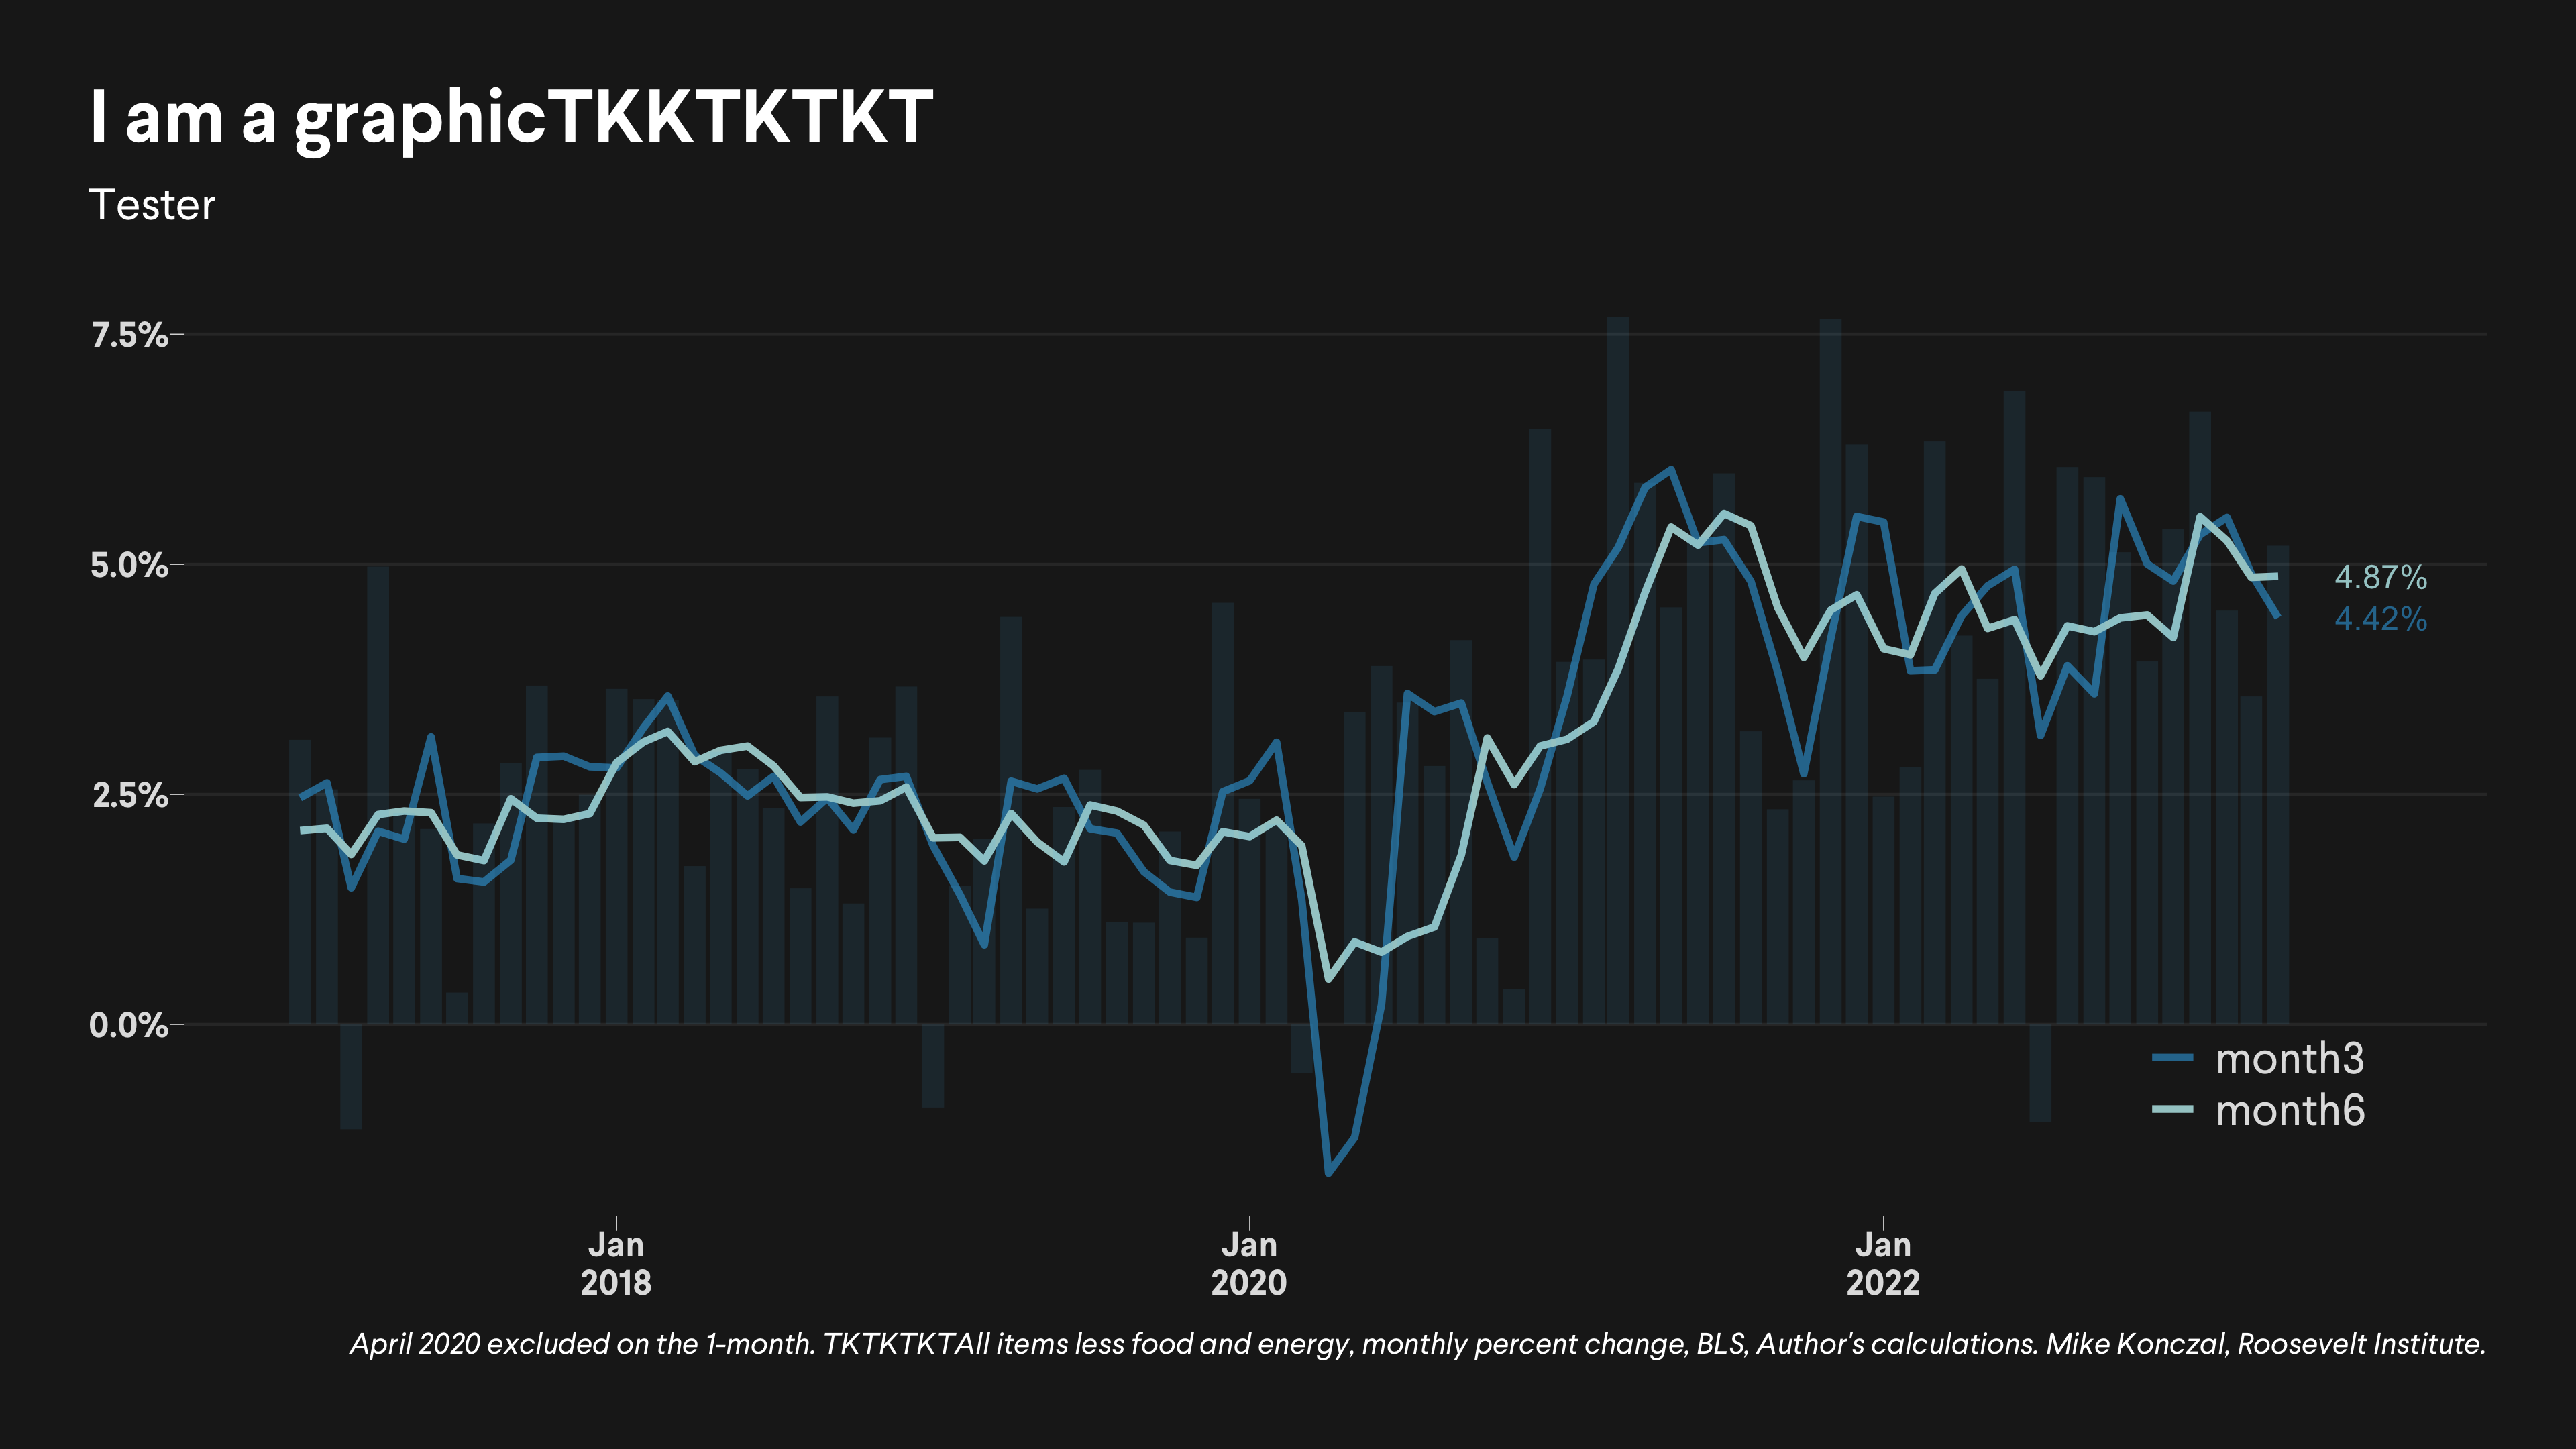 I am a graphicTKKTKTKT
Tester
7.5%
5.0%
2.5%
0.0%
4.87%
4.42%
month3
month6
Jan
2018
Jan
2020
Jan
2022
April 2020 excluded on the 1-month. TKTKTKTAll items less food and energy, monthly percent change, BLS, Author's calculations. Mike Konczal, Roosevelt Institute.